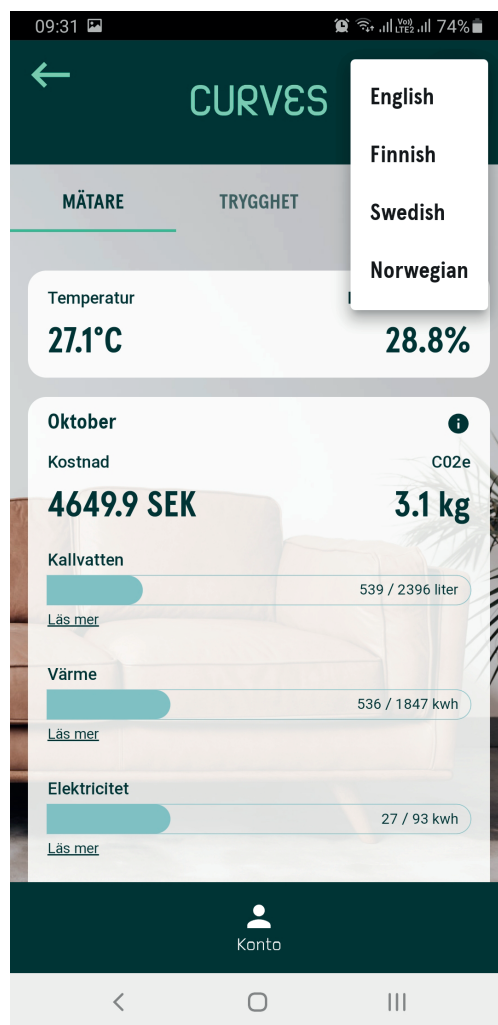 09:31 Vo)) LTE2 74%
CURVES
English
Finnish
Swedish
Norwegian
MÄTARE TRYGGHET
Temperatur
27.1°C 28.8%
Oktober
Kostnad C02e
4649.9 SEK 3.1 kg
Kallvatten
539 / 2396 liter
Läs mer
Värme
536 / 1847 kwh
Läs mer
Elektricitet
27 / 93 kwh
Läs mer
Konto